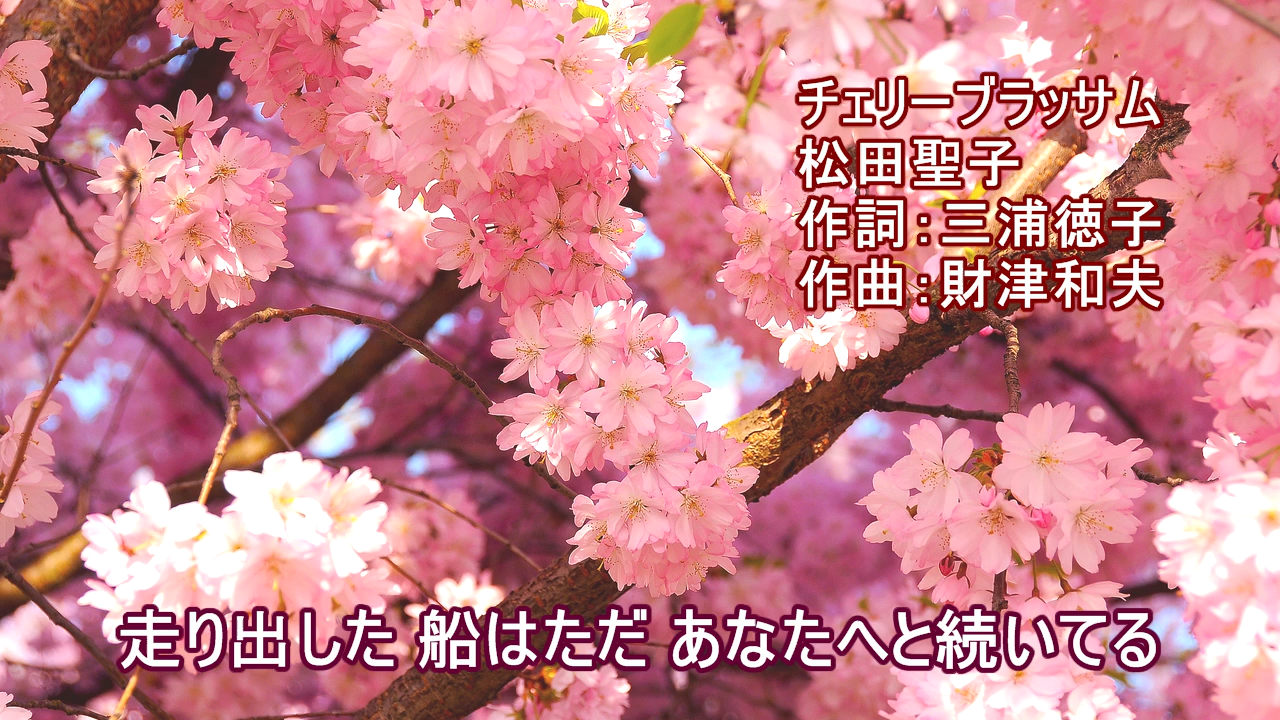 チェリーブラッサム
松田聖子
作詞：三浦徳子
作曲：財津和夫
走り出した 船はただ あなたへと続いてる